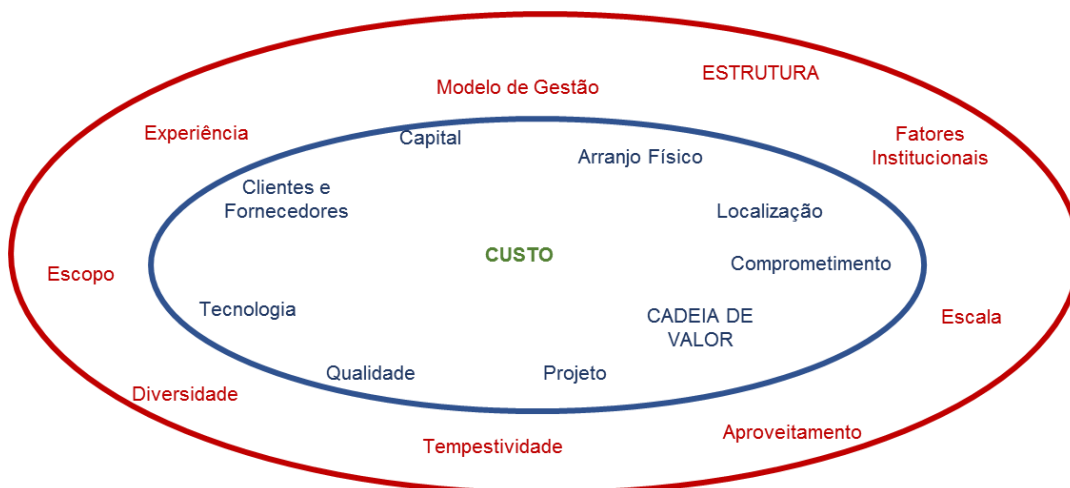 ESTRUTURA
Modelo de Gestão
Experiência
Fatores
Institucionais
Capital
Arranjo Físico
Clientes e
Fornecedores
Localização
CUSTO
Comprometimento
Escopo
Tecnologia
CADEIA DE
VALOR
Escala
Qualidade
Projeto
Diversidade
Tempestividade
Aproveitamento